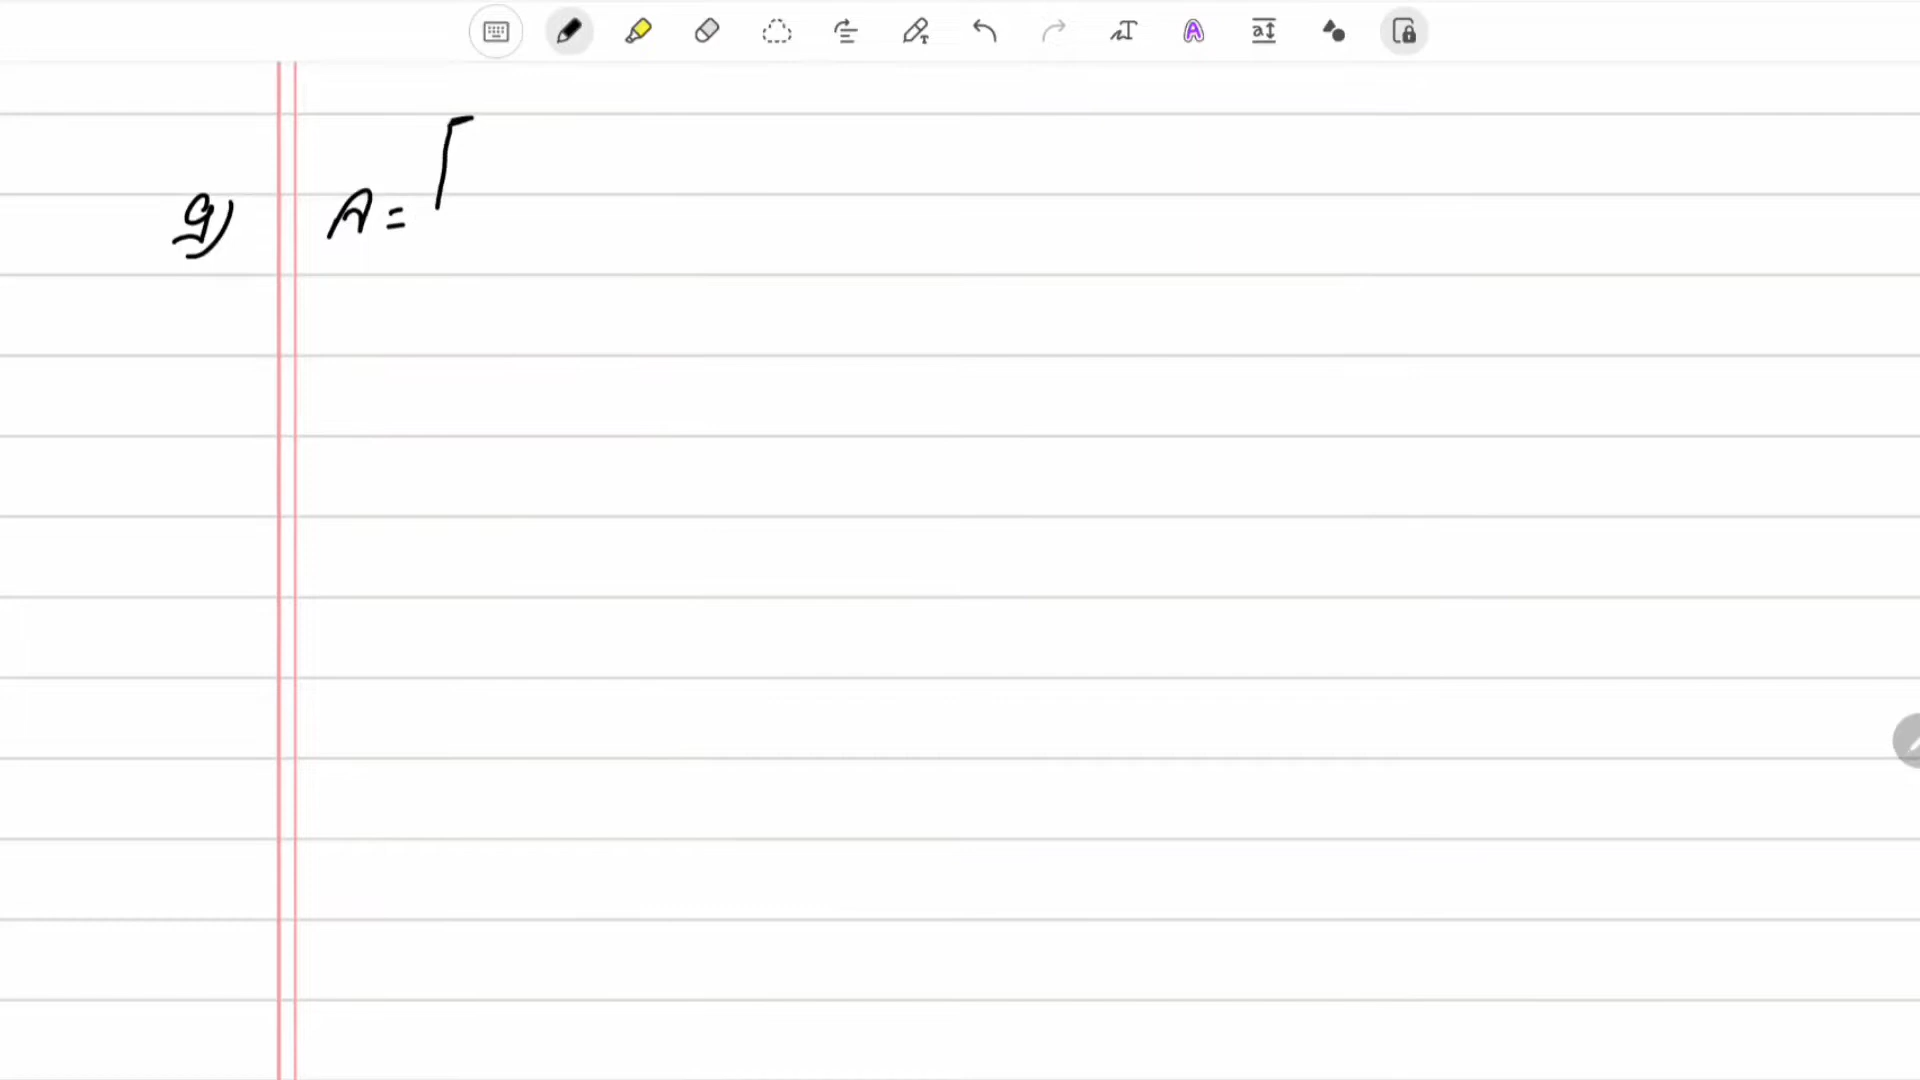 9) A = [